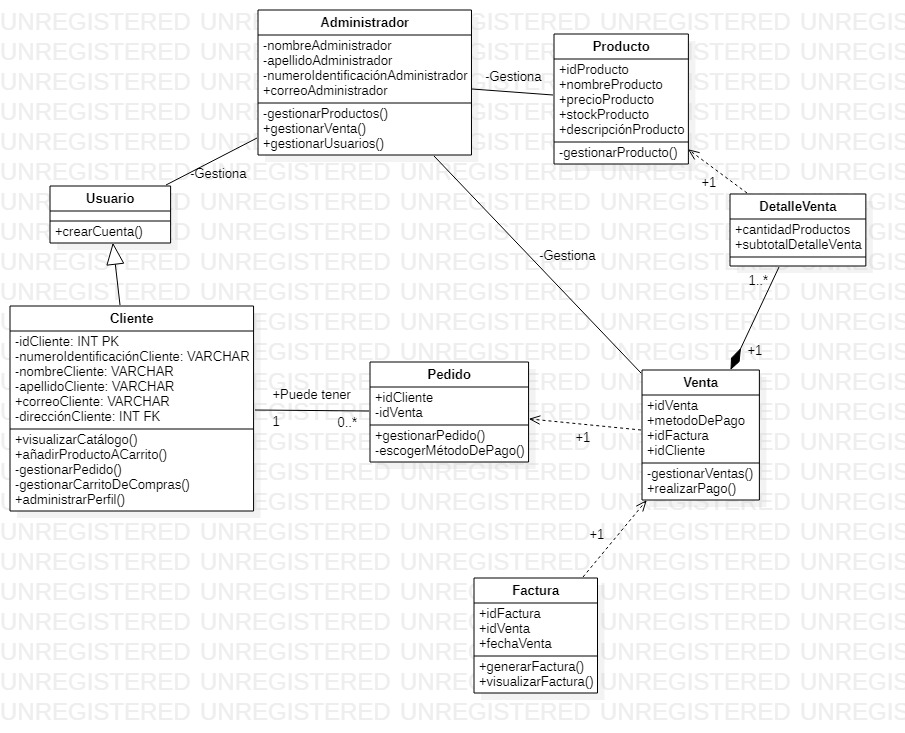 UNREGISTERED
Administrador
-nombreAdministrador
-apellidoAdministrador
-numeroIdentificaciónAdministrador
+correoAdministrador
-gestionarProductos()
+gestionarVenta()
+gestionarUsuarios()
-Gestiona
Producto
+idProducto
+nombreProducto
+precioProducto
+stockProducto
+descripciónProducto
-gestionarProducto()
-Gestiona
+1
Usuario
+crearCuenta()
DetalleVenta
+cantidadProductos
+subtotalDetalleVenta
-Gestiona
1..*
+1
Cliente
-idCliente: INT PK
-numeroIdentificaciónCliente: VARCHAR
-nombreCliente: VARCHAR
-apellidoCliente: VARCHAR
+correoCliente: VARCHAR
-direcciónCliente: INT FK
+visualizarCatálogo()
+añadirProductoACarrito()
-gestionarPedido()
-gestionarCarritoDeCompras()
+administrarPerfil()
+Puede tener
1
0..*
Pedido
+idCliente
-idVenta
+gestionarPedido()
-escogerMétodoDePago()
+1
Venta
+idVenta
+metodoDePago
+idFactura
+idCliente
-gestionarVentas()
+realizarPago()
+1
Factura
+idFactura
+idVenta
+fechaVenta
+generarFactura()
+visualizarFactura()